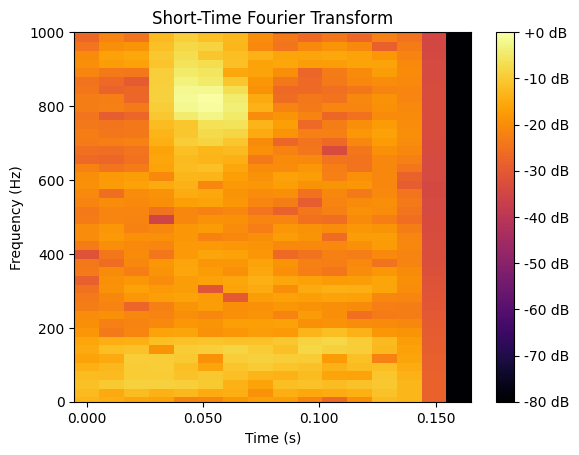 Short-Time Fourier Transform
Frequency (Hz)
1000
800
600
400
200
0
0.000
0.050
0.100
0.150
Time (s)
+0 dB
-10 dB
-20 dB
-30 dB
-40 dB
-50 dB
-60 dB
-70 dB
-80 dB